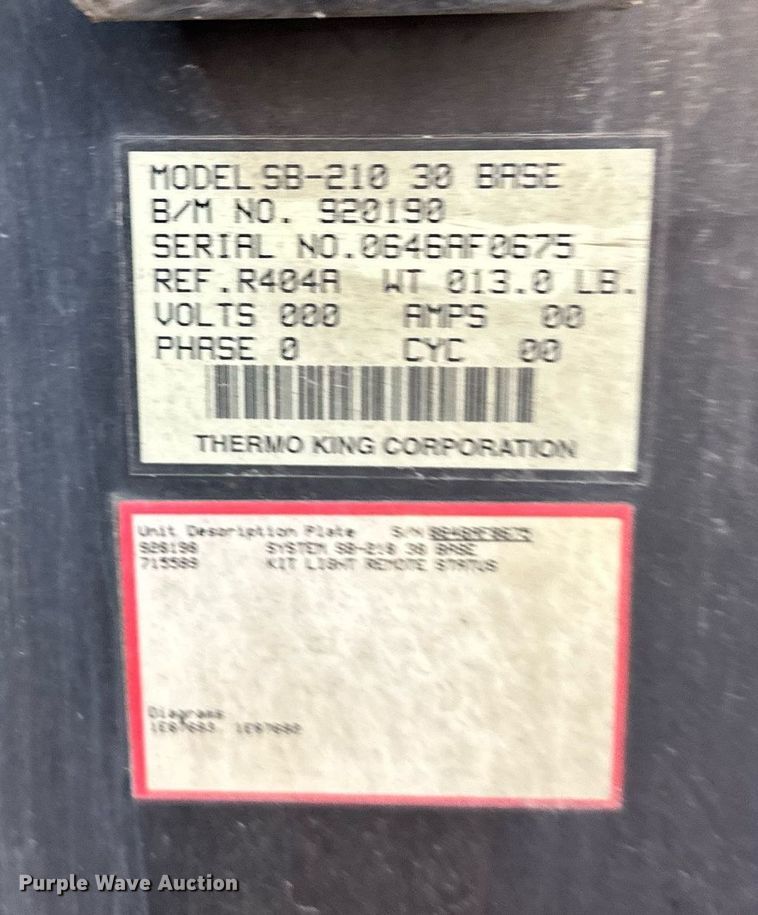 MODEL SB-210 30 BASE
B/M NO. 920190
SERIAL NO.0646AF0675
REF.R404A WT 013.0 LB.
VOLTS 000 AMPS 00
PHASE 0 CYC 00
THERMO KING CORPORATION
Unit Description Plate S/N 0646AF0675
920190 SYSTEM SB-210 30 BASE
715589 KIT LIGHT REMOTE STATUS
Diagrams
Purple Wave Auction